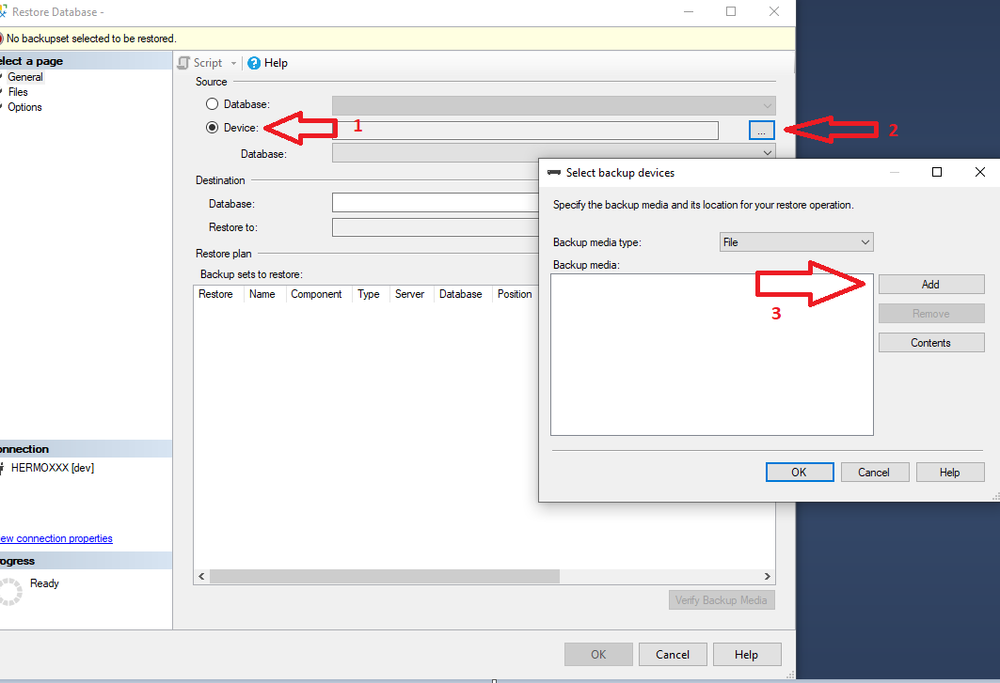 Restore Database -
No backupset selected to be restored.
elect a page
General
Files
Options
Script
Help
Source
Database:
Device:
1
...
2
Database:
Destination
Database:
Restore to:
Restore plan
Backup sets to restore:
Restore Name Component Type Server Database Position
Select backup devices
Specify the backup media and its location for your restore operation.
Backup media type:
File
Backup media:
3
Add
Remove
Contents
OK
Cancel
Help
onnection
HERMOXXX [dev]
ew connection properties
rogress
Ready
Verify Backup Media
OK
Cancel
Help